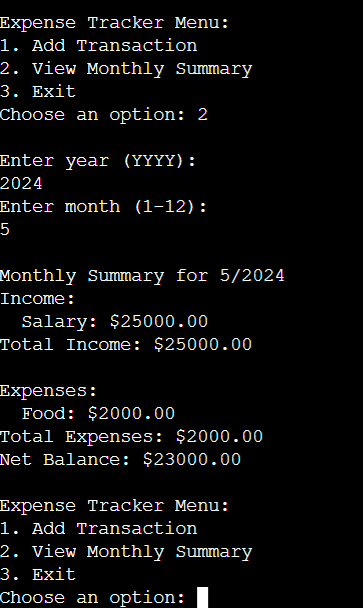 Expense Tracker Menu:
1. Add Transaction
2. View Monthly Summary
3. Exit
Choose an option: 2
Enter year (YYYY):
2024
Enter month (1-12):
5
Monthly Summary for 5/2024
Income:
  Salary: $25000.00
Total Income: $25000.00
Expenses:
  Food: $2000.00
Total Expenses: $2000.00
Net Balance: $23000.00
Expense Tracker Menu:
1. Add Transaction
2. View Monthly Summary
3. Exit
Choose an option: